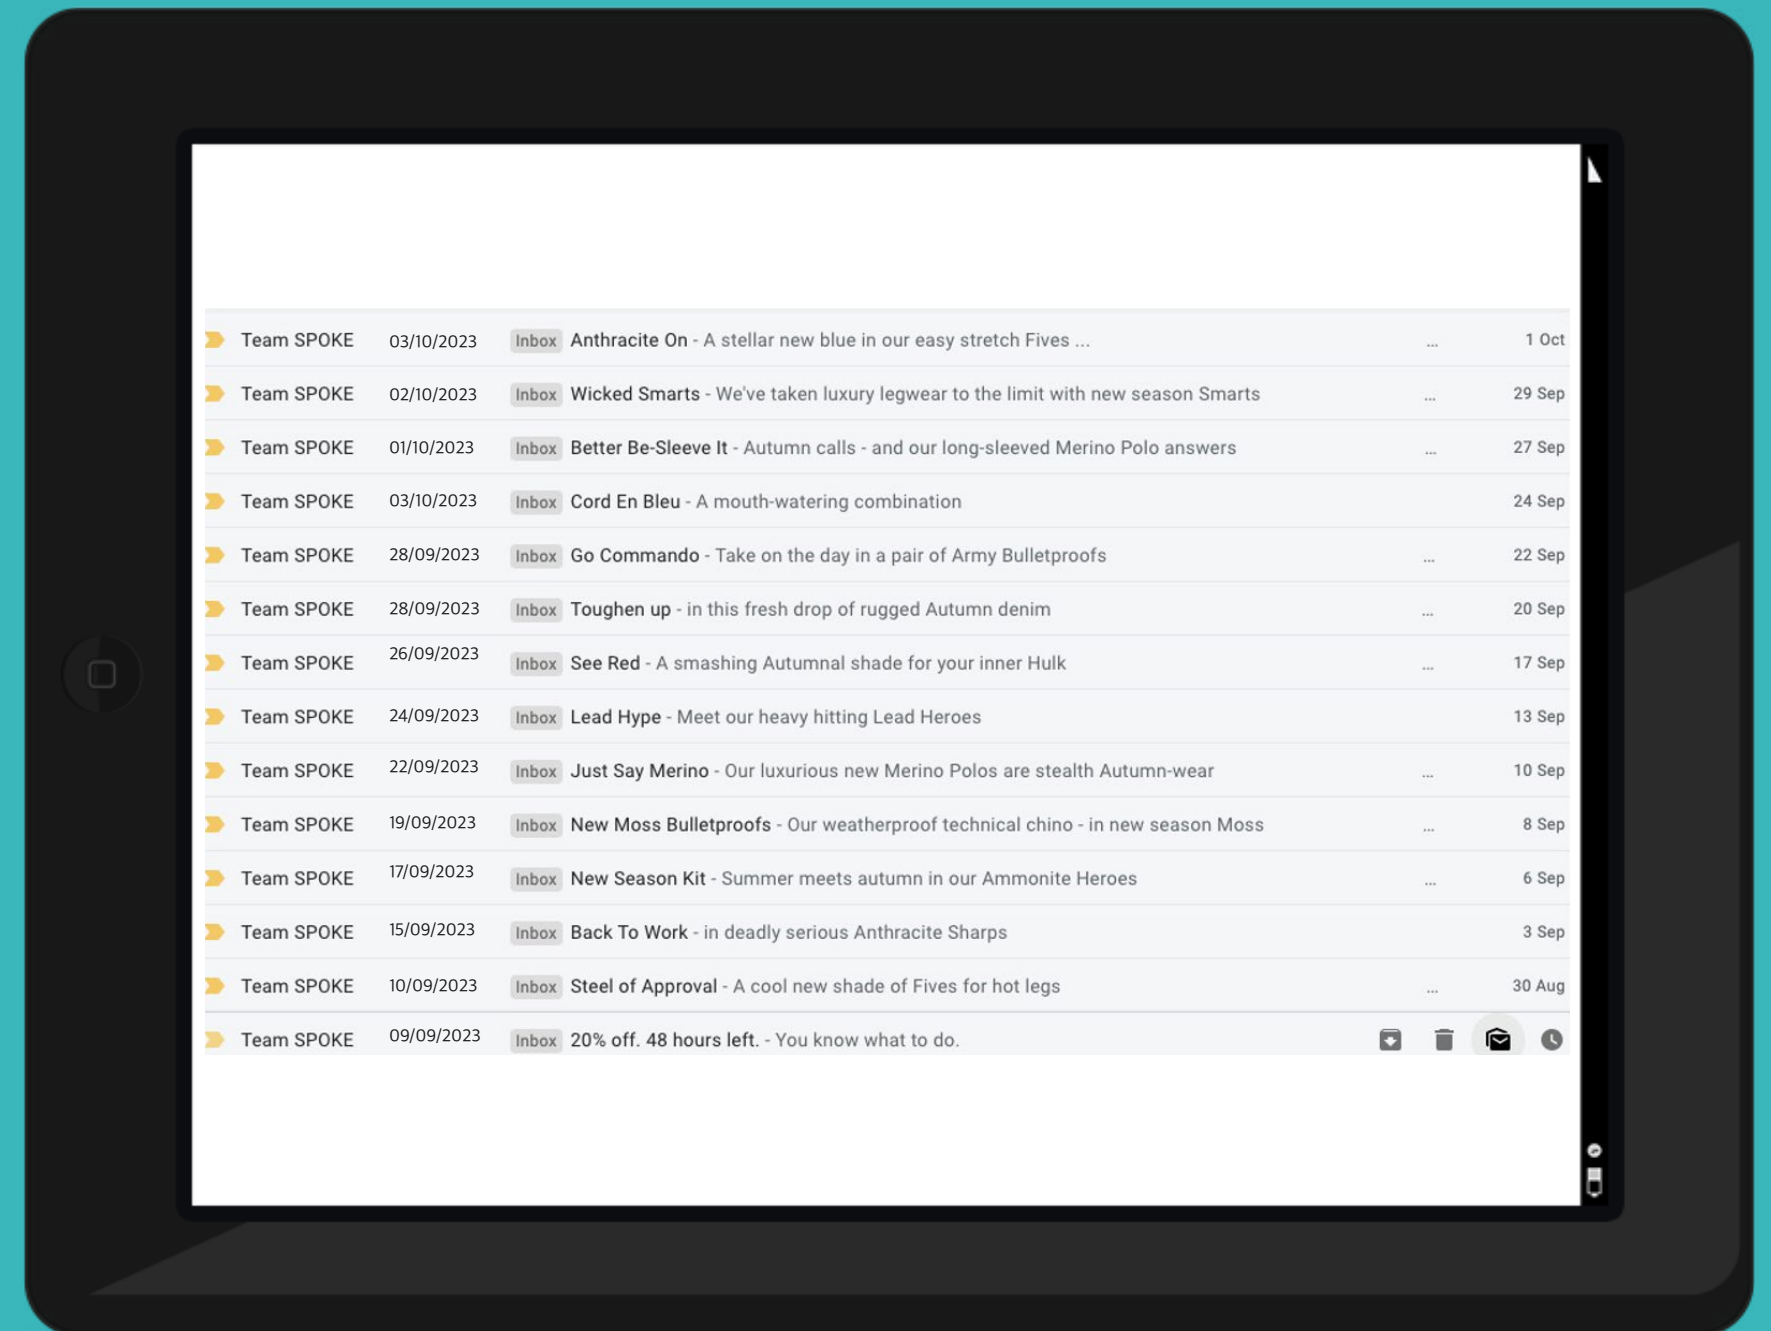 Team SPOKE 03/10/2023 Inbox Anthracite On - A stellar new blue in our easy stretch Fives ... ... 1 Oct
Team SPOKE 02/10/2023 Inbox Wicked Smarts - We've taken luxury legwear to the limit with new season Smarts ... 29 Sep
Team SPOKE 01/10/2023 Inbox Better Be-Sleeve It - Autumn calls - and our long-sleeved Merino Polo answers ... 27 Sep
Team SPOKE 03/10/2023 Inbox Cord En Bleu - A mouth-watering combination 24 Sep
Team SPOKE 28/09/2023 Inbox Go Commando - Take on the day in a pair of Army Bulletproofs ... 22 Sep
Team SPOKE 28/09/2023 Inbox Toughen up - in this fresh drop of rugged Autumn denim ... 20 Sep
Team SPOKE 26/09/2023 Inbox See Red - A smashing Autumnal shade for your inner Hulk ... 17 Sep
Team SPOKE 24/09/2023 Inbox Lead Hype - Meet our heavy hitting Lead Heroes 13 Sep
Team SPOKE 22/09/2023 Inbox Just Say Merino - Our luxurious new Merino Polos are stealth Autumn-wear ... 10 Sep
Team SPOKE 19/09/2023 Inbox New Moss Bulletproofs - Our weatherproof technical chino - in new season Moss ... 8 Sep
Team SPOKE 17/09/2023 Inbox New Season Kit - Summer meets autumn in our Ammonite Heroes ... 6 Sep
Team SPOKE 15/09/2023 Inbox Back To Work - in deadly serious Anthracite Sharps 3 Sep
Team SPOKE 10/09/2023 Inbox Steel of Approval - A cool new shade of Fives for hot legs ... 30 Aug
Team SPOKE 09/09/2023 Inbox 20% off. 48 hours left. - You know what to do.